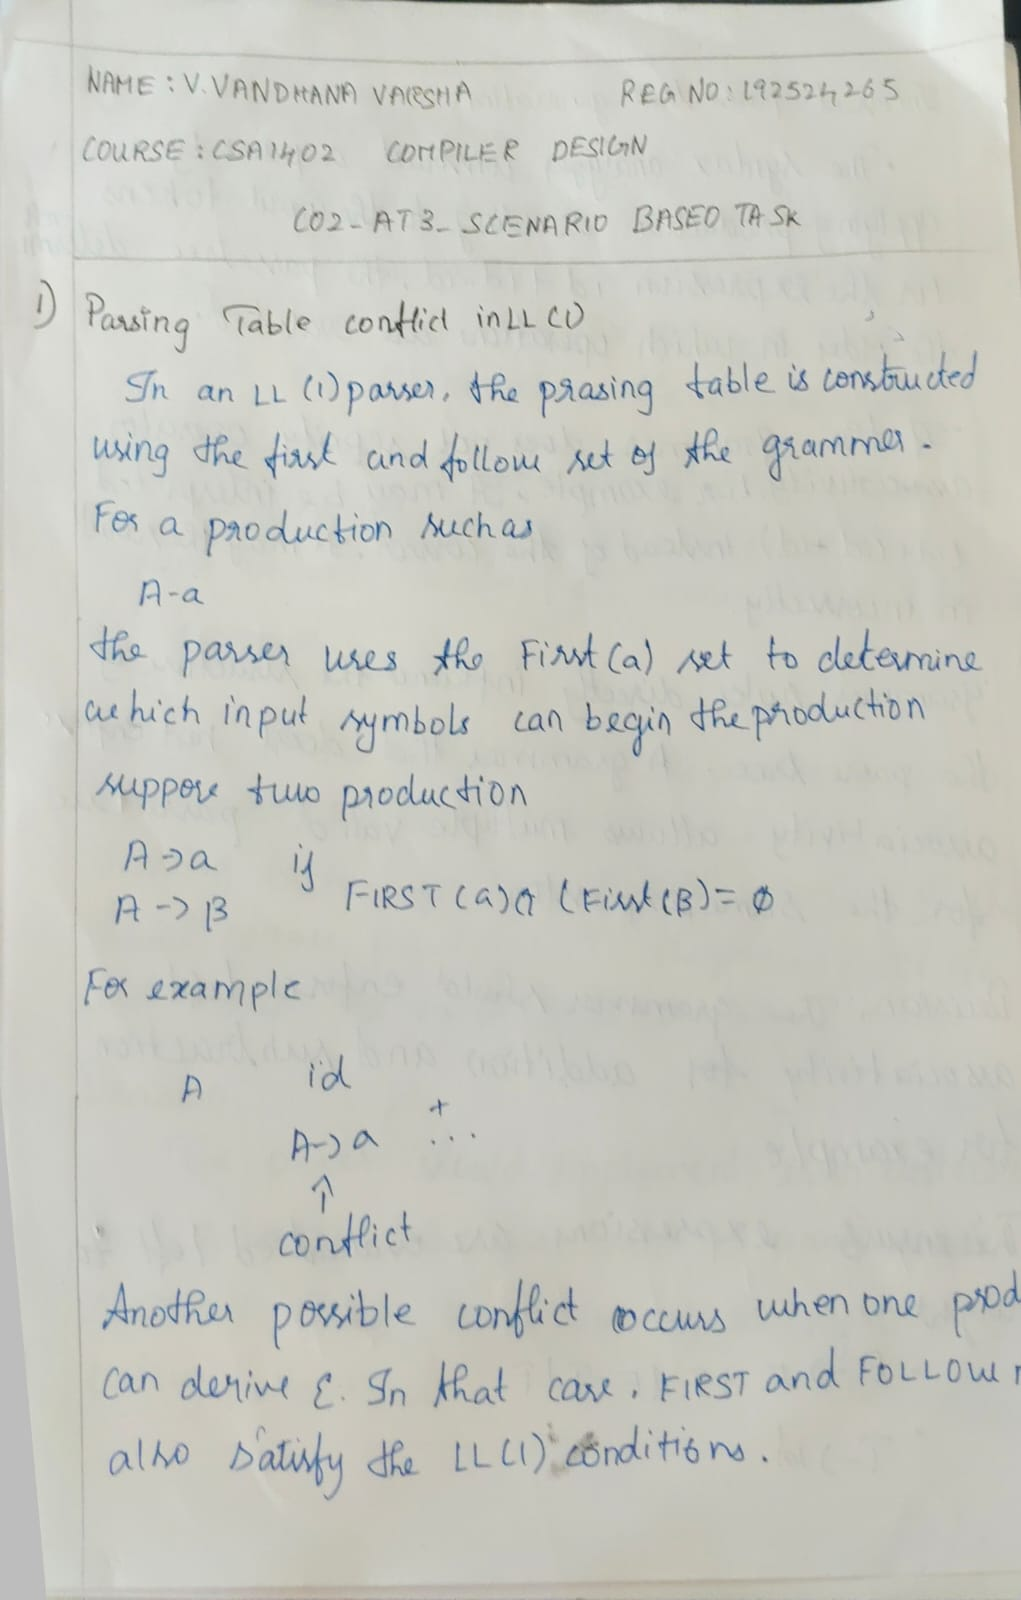 NAME : V. VANDHANA VARSHA REG NO : 192524265
COURSE : CSA1402 COMPILER DESIGN
CO2 - AT3 - SCENARIO BASED TASK
1) Parsing Table conflict in LL (1)
In an LL (1) parser, the prasing table is constructed
using the first and follow set of the grammer.
For a production such as
A - a
the parser uses the First (a) set to determine
which input symbols can begin the production
suppose two production
A → a if
A → β FIRST (a) ∩ (First (β) = ∅
For example
A id +
A → a ...
↑
conflict
Another possible conflict occurs when one prod
can derive ε. In that case, FIRST and FOLLOW
also satisfy the LL (1) conditions.